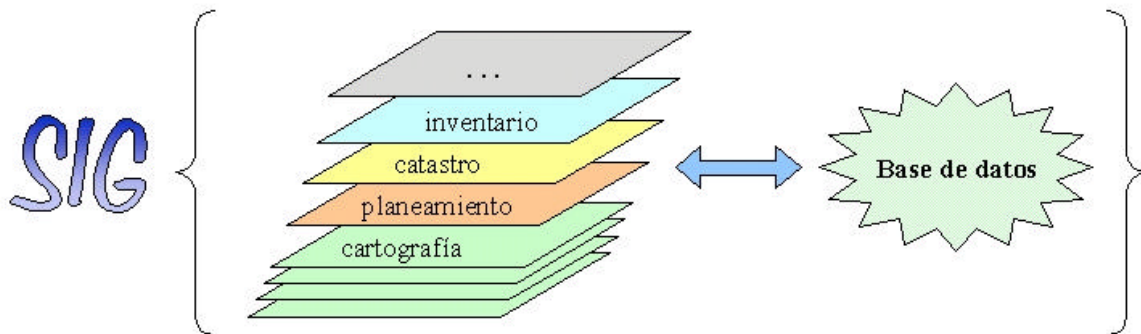 SIG
...
inventario
catastro
planeamiento
cartografía
Base de datos